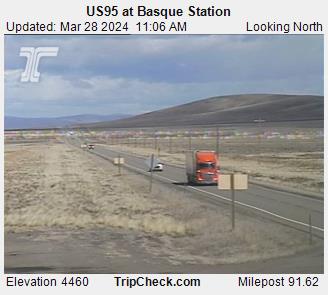 US95 at Basque Station
Updated: Mar 28 2024 11:06 AM Looking North
Elevation 4460 TripCheck.com Milepost 91.62